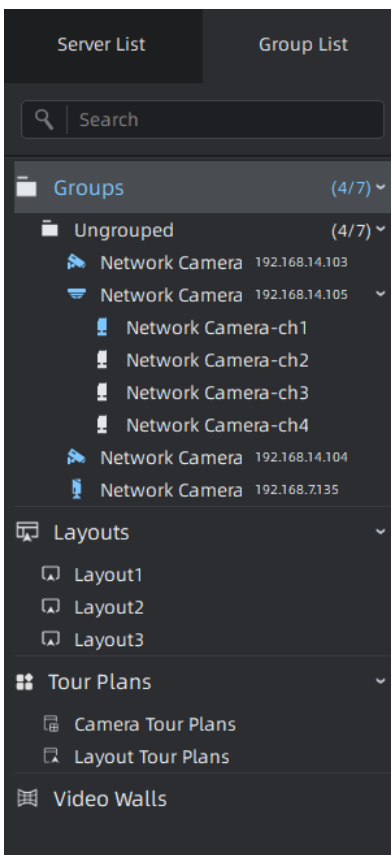 Server List Group List
Search
Groups (4/7)
Ungrouped (4/7)
Network Camera 192.168.14.103
Network Camera 192.168.14.105
Network Camera-ch1
Network Camera-ch2
Network Camera-ch3
Network Camera-ch4
Network Camera 192.168.14.104
Network Camera 192.168.7.135
Layouts
Layout1
Layout2
Layout3
Tour Plans
Camera Tour Plans
Layout Tour Plans
Video Walls